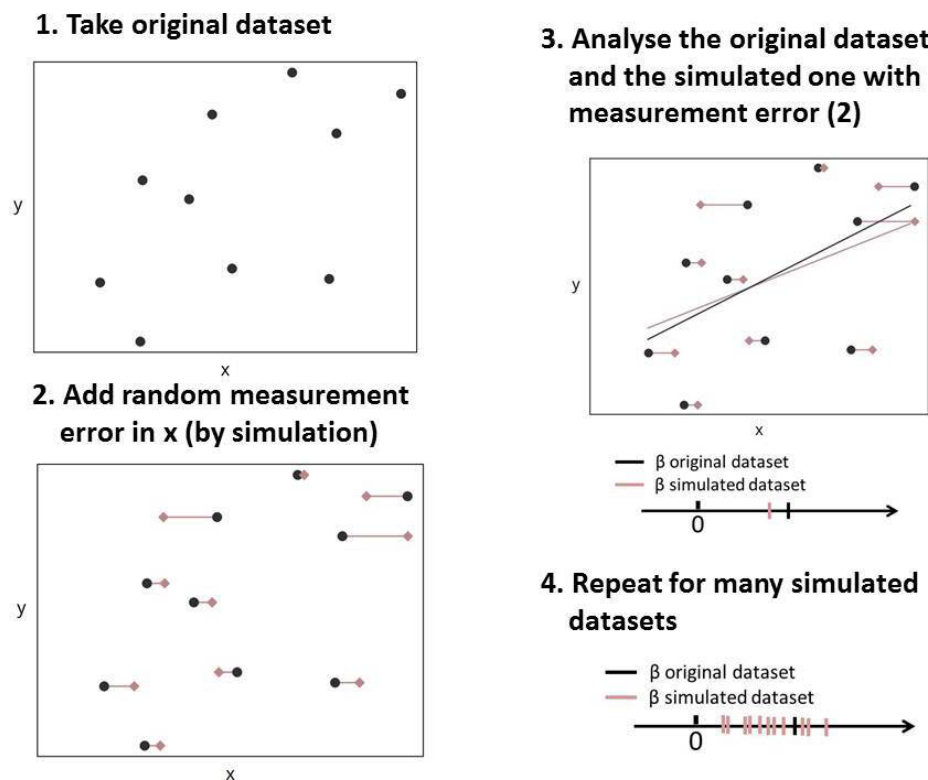 1. Take original dataset
y
x
2. Add random measurement
error in x (by simulation)
y
x
3. Analyse the original dataset
and the simulated one with
measurement error (2)
y
x
β original dataset
β simulated dataset
0
4. Repeat for many simulated
datasets
β original dataset
β simulated dataset
0